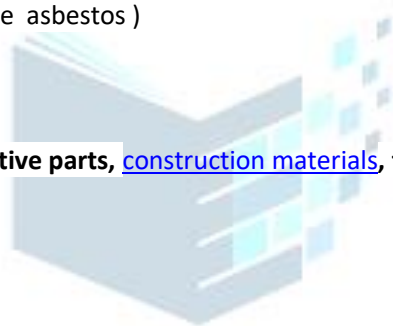 e asbestos )
tive parts, construction materials,